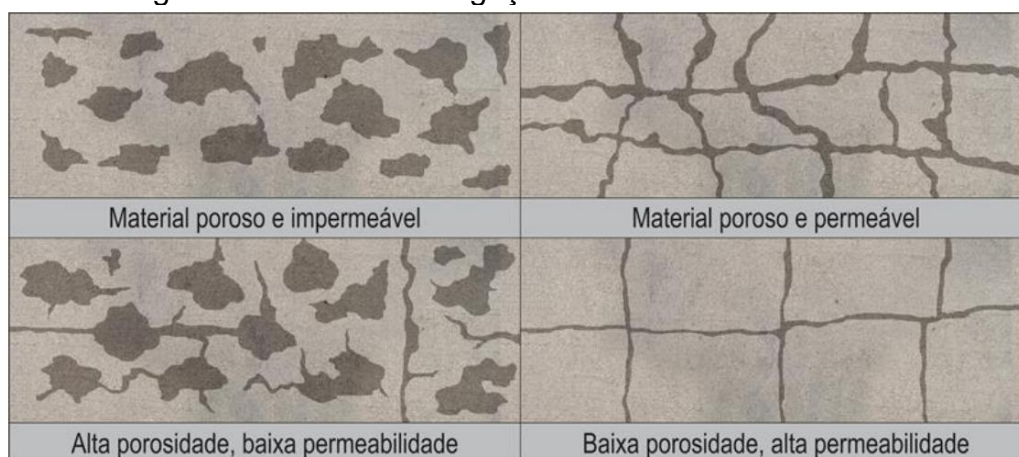 Material poroso e impermeável
Material poroso e permeável
Alta porosidade, baixa permeabilidade
Baixa porosidade, alta permeabilidade